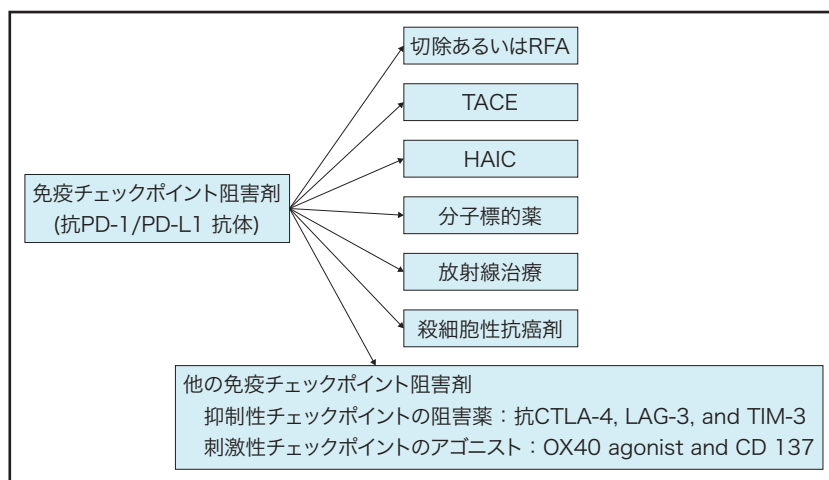 切除あるいはRFA
TACE
HAIC
免疫チェックポイント阻害剤
(抗PD-1/PD-L1 抗体)
分子標的薬
放射線治療
殺細胞性抗癌剤
他の免疫チェックポイント阻害剤
抑制性チェックポイントの阻害薬：抗CTLA-4, LAG-3, and TIM-3
刺激性チェックポイントのアゴニスト：OX40 agonist and CD 137